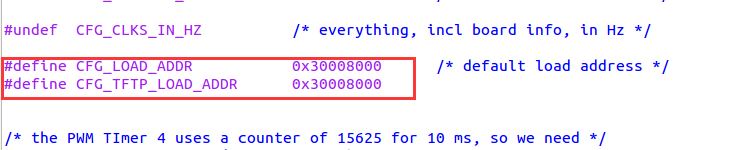 #undef CFG_CLKS_IN_HZ /* everything, incl board info, in Hz */
#define CFG_LOAD_ADDR 0x30008000 /* default load address */
#define CFG_TFTP_LOAD_ADDR 0x30008000
/* the PWM TImer 4 uses a counter of 15625 for 10 ms, so we need */